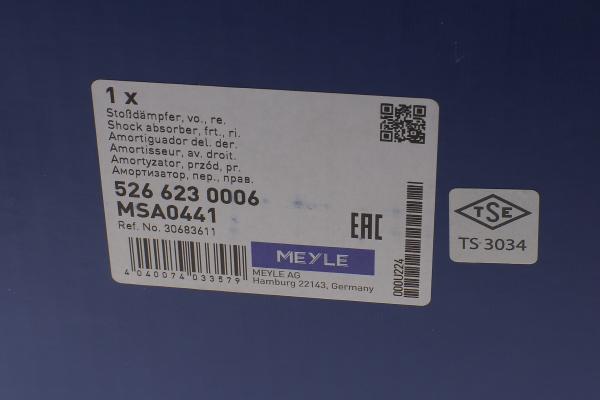 1 x
Stoßdämpfer, vo., re.
Shock absorber, frt., ri.
Amortiguador del. der.
Amortisseur, av. droit.
Amortyzator, przód, pr.
Амортизатор, пер., прав.
526 623 0006
MSA0441
Ref. No. 30683611
EAC
4 040074 033579
MEYLE
MEYLE AG
Hamburg 22143, Germany
000U224
TSE
TS 3034